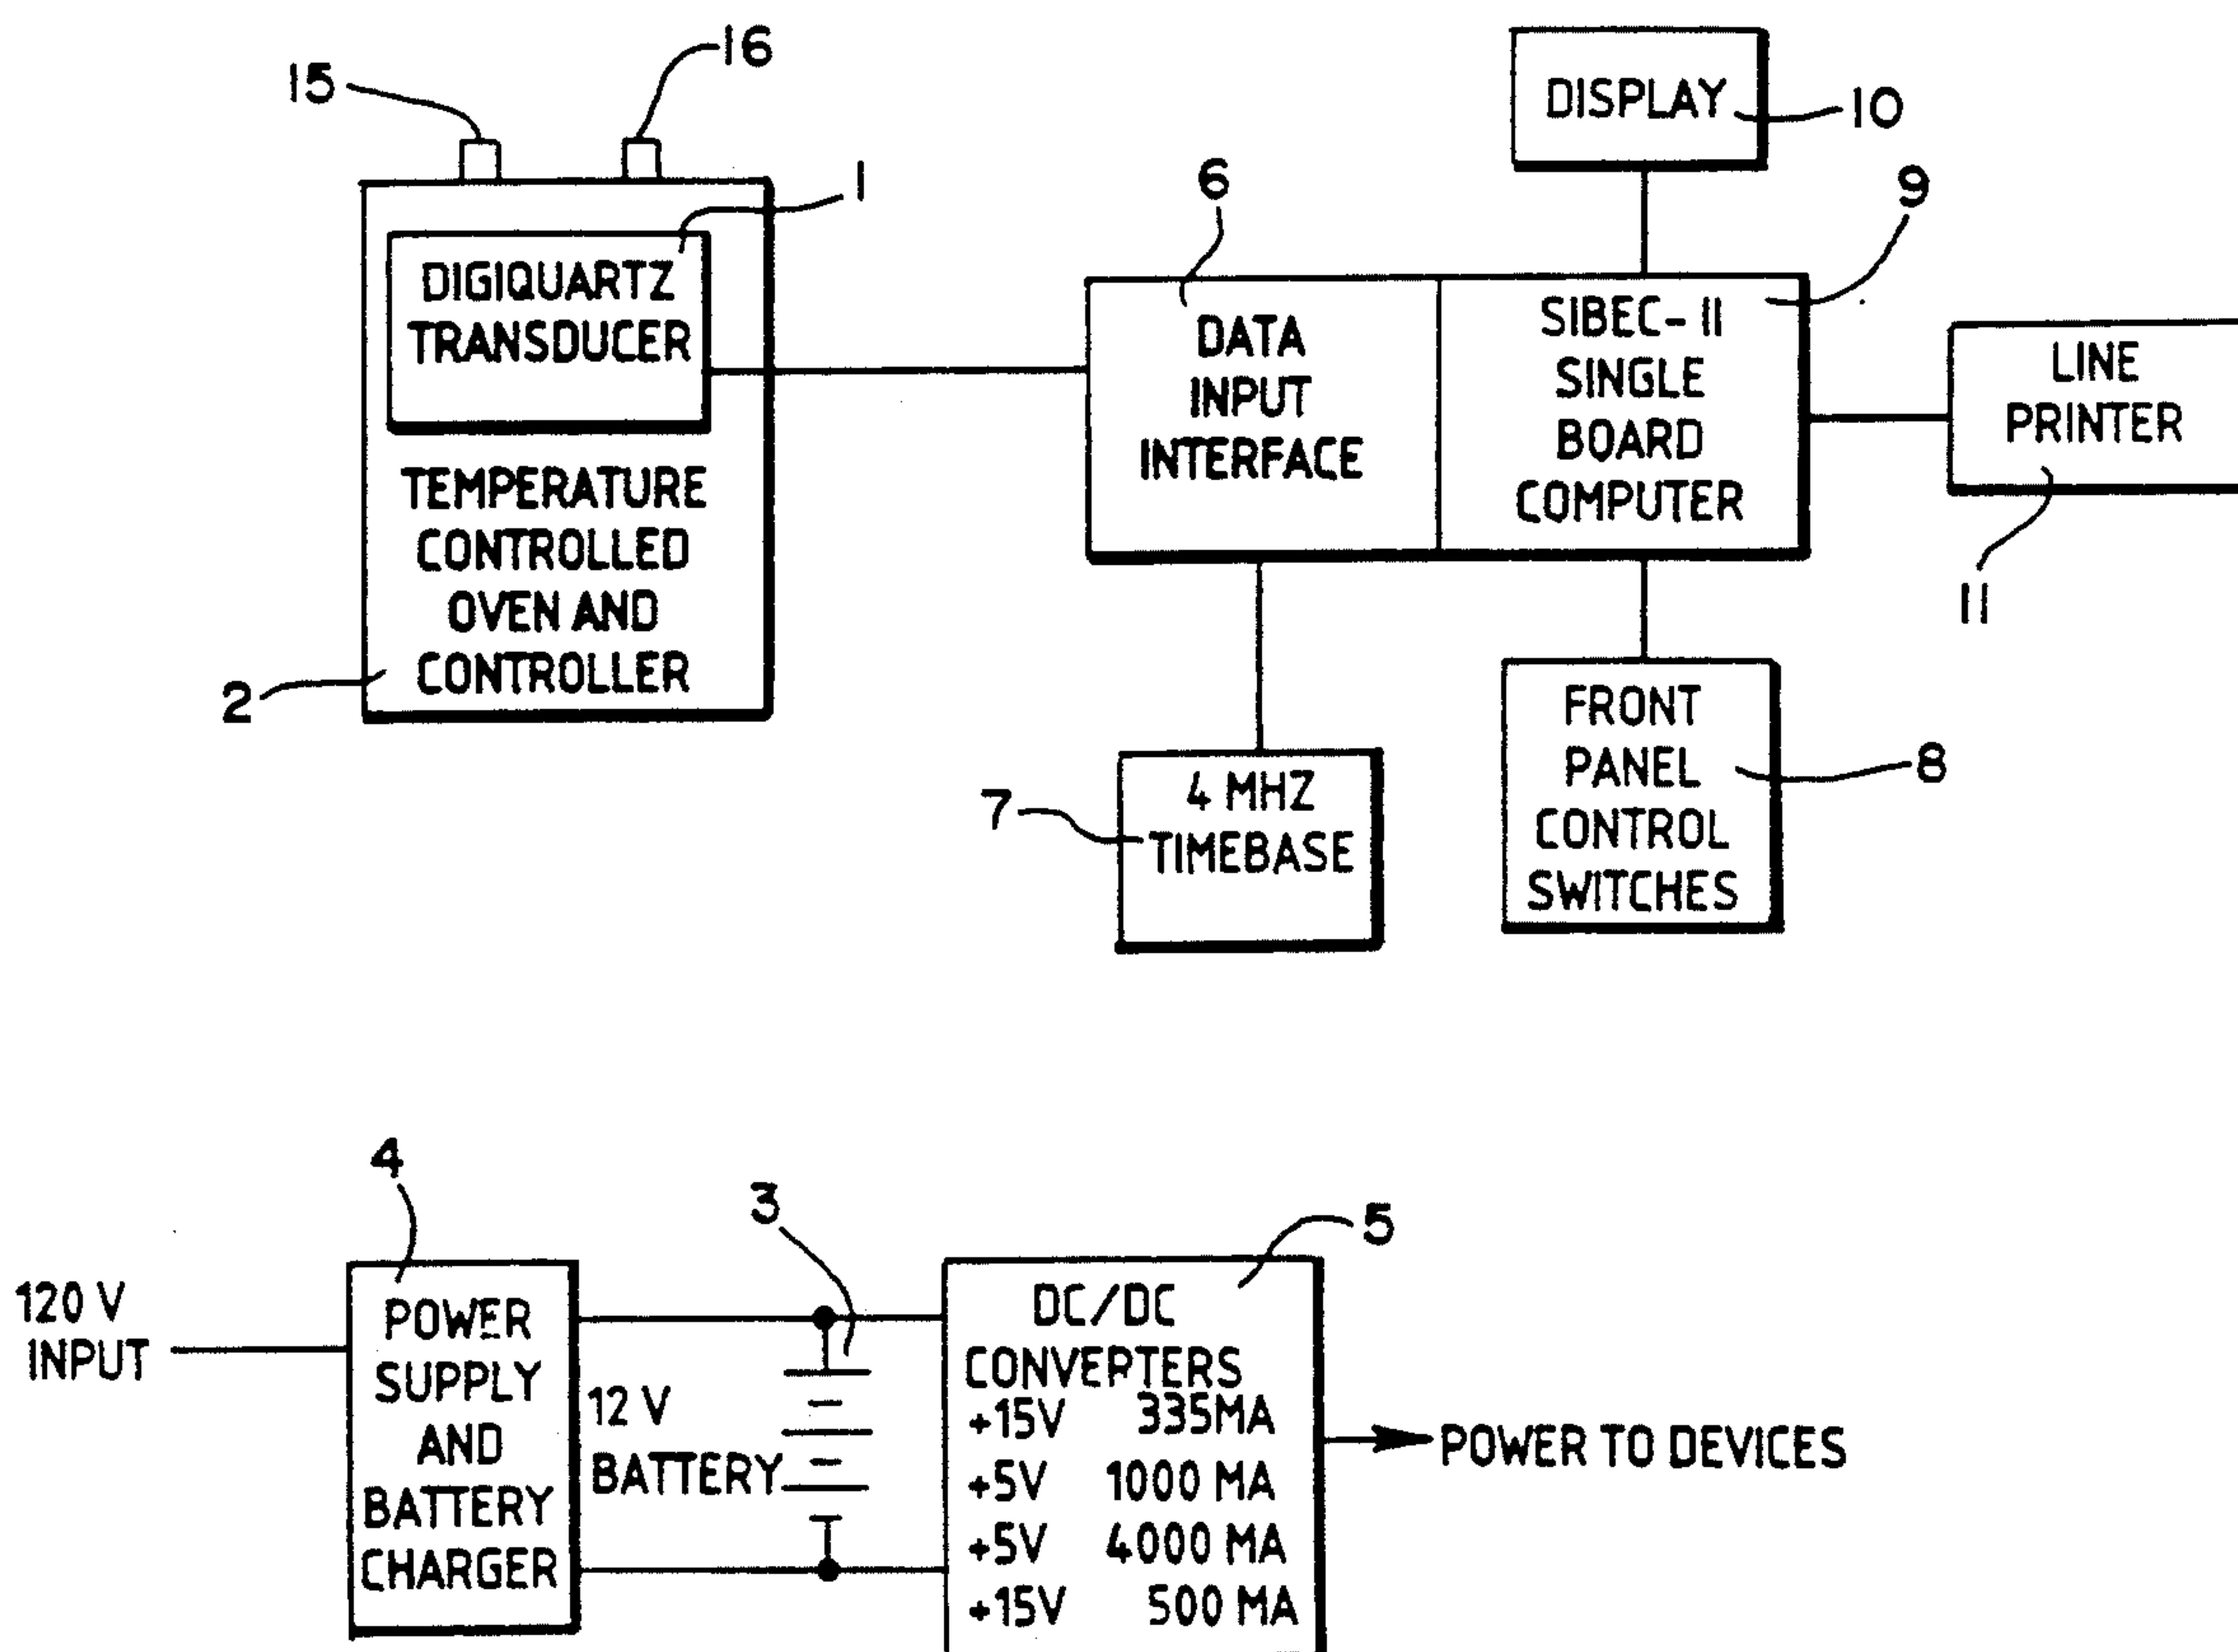 15
16
1
DIGIQUARTZ
TRANSDUCER
TEMPERATURE
CONTROLLED
OVEN AND
CONTROLLER
2
6
DATA
INPUT
INTERFACE
DISPLAY
10
9
SIBEC-II
SINGLE
BOARD
COMPUTER
LINE
PRINTER
11
7
4 MHZ
TIMEBASE
FRONT
PANEL
CONTROL
SWITCHES
8
120 V
INPUT
4
POWER
SUPPLY
AND
BATTERY
CHARGER
3
12 V
BATTERY
5
DC/DC
CONVERTERS
+15V 335MA
+5V 1000 MA
+5V 4000 MA
+15V 500 MA
POWER TO DEVICES